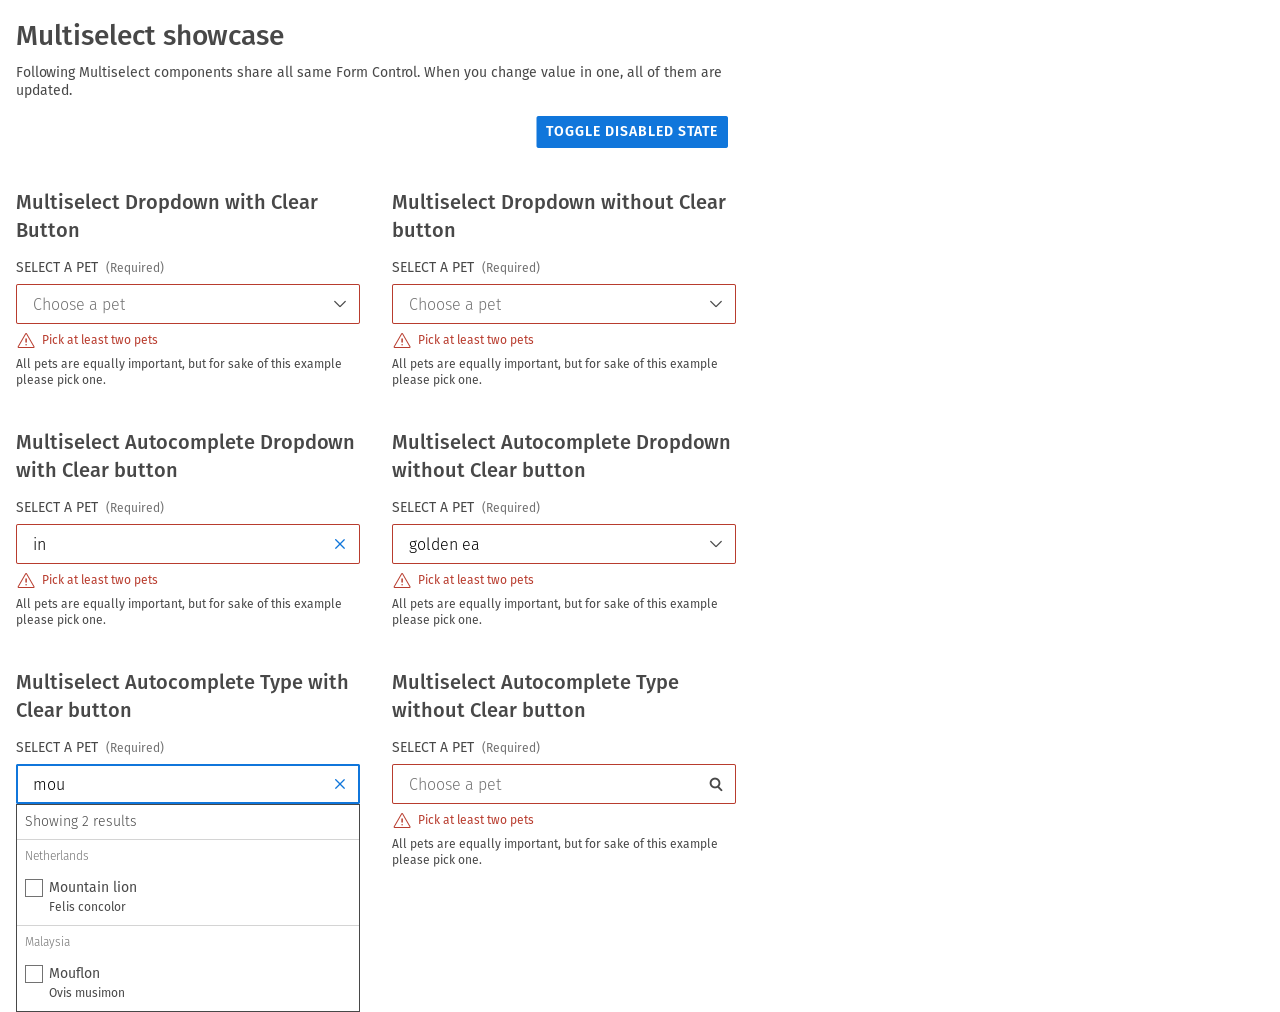 Multiselect showcase
Following Multiselect components share all same Form Control. When you change value in one, all of them are
updated.
TOGGLE DISABLED STATE
Multiselect Dropdown with Clear
Button
SELECT A PET (Required)
Choose a pet
Pick at least two pets
All pets are equally important, but for sake of this example
please pick one.
Multiselect Dropdown without Clear
button
SELECT A PET (Required)
Choose a pet
Pick at least two pets
All pets are equally important, but for sake of this example
please pick one.
Multiselect Autocomplete Dropdown
with Clear button
SELECT A PET (Required)
in
Pick at least two pets
All pets are equally important, but for sake of this example
please pick one.
Multiselect Autocomplete Dropdown
without Clear button
SELECT A PET (Required)
golden ea
Pick at least two pets
All pets are equally important, but for sake of this example
please pick one.
Multiselect Autocomplete Type with
Clear button
SELECT A PET (Required)
mou
Showing 2 results
Netherlands
Mountain lion
Felis concolor
Malaysia
Mouflon
Ovis musimon
Multiselect Autocomplete Type
without Clear button
SELECT A PET (Required)
Choose a pet
Pick at least two pets
All pets are equally important, but for sake of this example
please pick one.